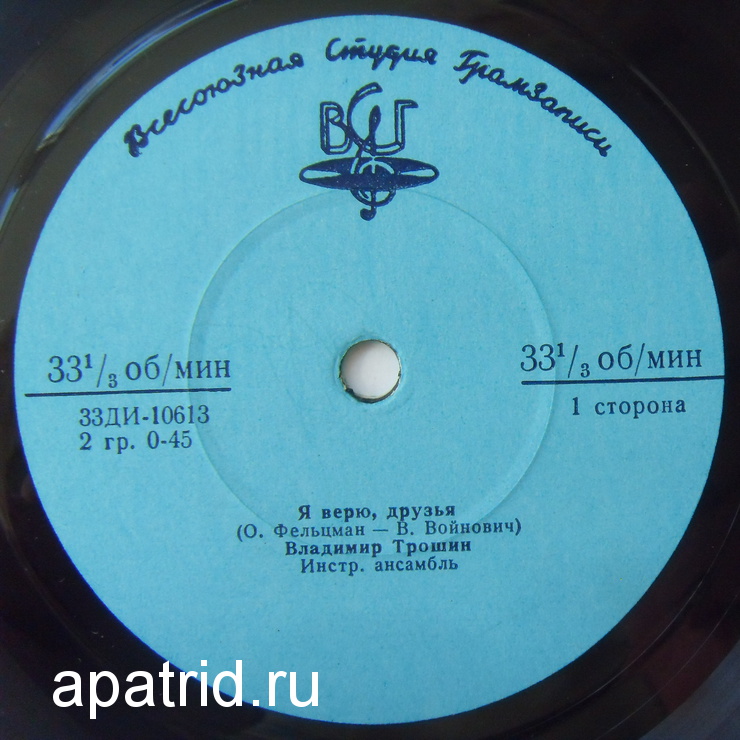 Всесоюзная Студия Грамзаписи
ВСГ
33¹/₃ об/мин
33ДИ-10613
2 гр. 0-45
33¹/₃ об/мин
1 сторона
Я верю, друзья
(О. Фельцман — В. Войнович)
Владимир Трошин
Инстр. ансамбль
apatrid.ru